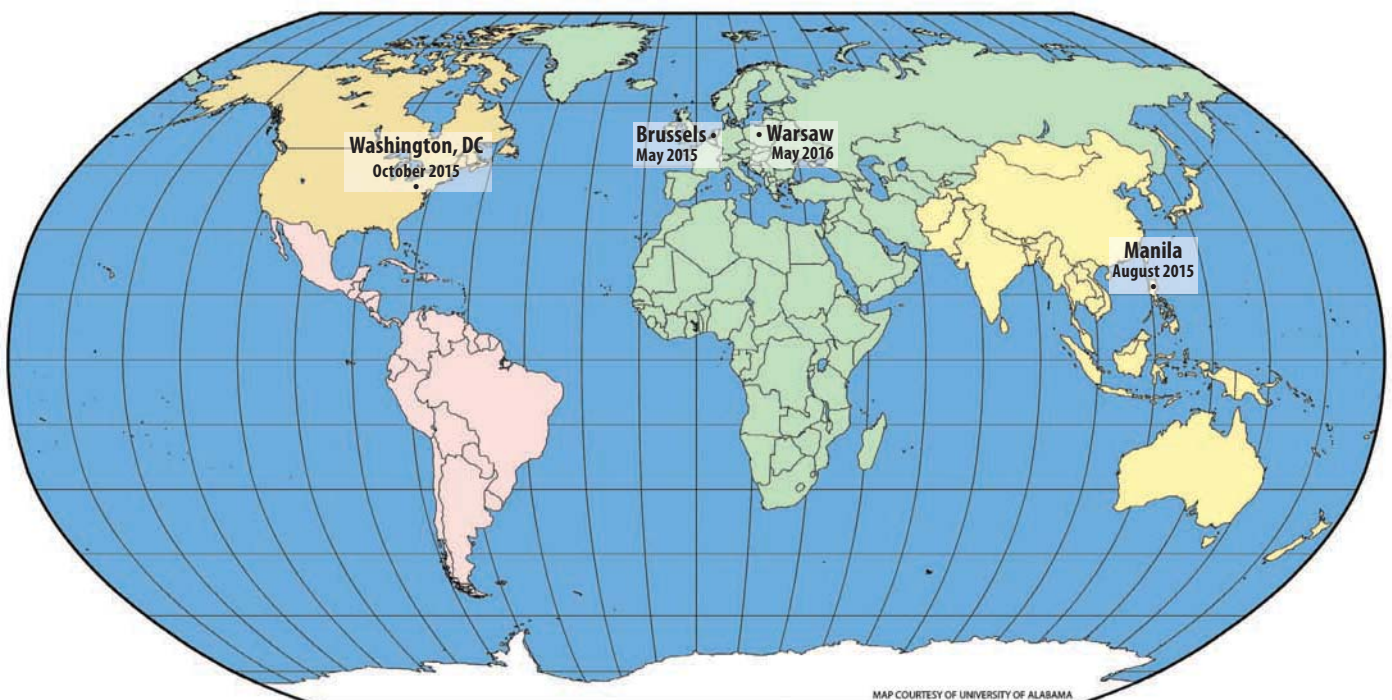 Washington, DC
October 2015
Brussels
May 2015
Warsaw
May 2016
Manila
August 2015
MAP COURTESY OF UNIVERSITY OF ALABAMA